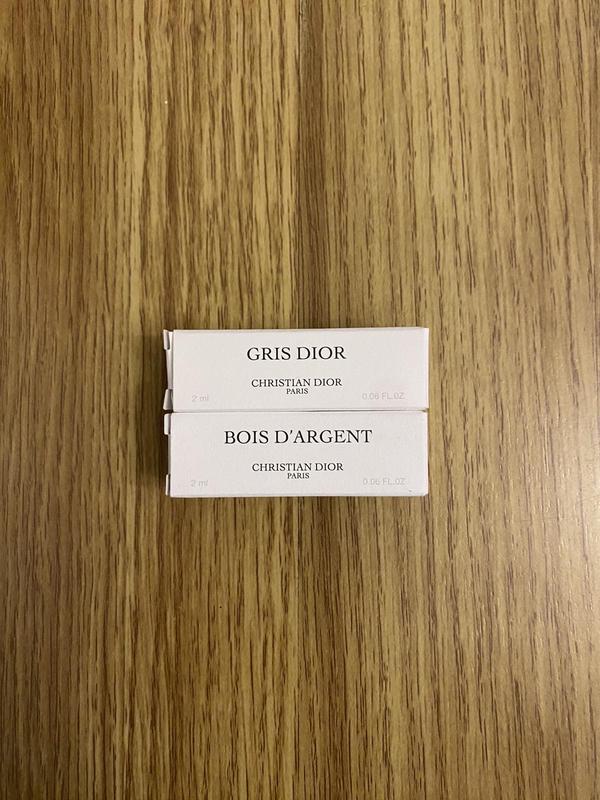 GRIS DIOR
CHRISTIAN DIOR
PARIS
2 ml 0.06 FL.OZ
BOIS D'ARGENT
CHRISTIAN DIOR
PARIS
2 ml 0.06 FL.OZ